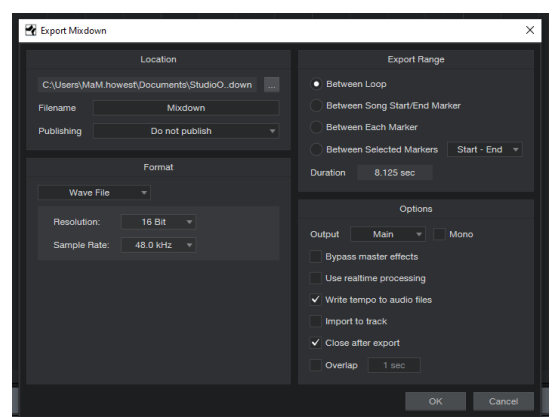 Export Mixdown
Location
C:\Users\MaM.howest\Documents\StudioO..down ...
Filename Mixdown
Publishing Do not publish
Format
Wave File
Resolution: 16 Bit
Sample Rate: 48.0 kHz
Export Range
Between Loop
Between Song Start/End Marker
Between Each Marker
Between Selected Markers Start - End
Duration 8.125 sec
Options
Output Main Mono
Bypass master effects
Use realtime processing
Write tempo to audio files
Import to track
Close after export
Overlap 1 sec
OK Cancel